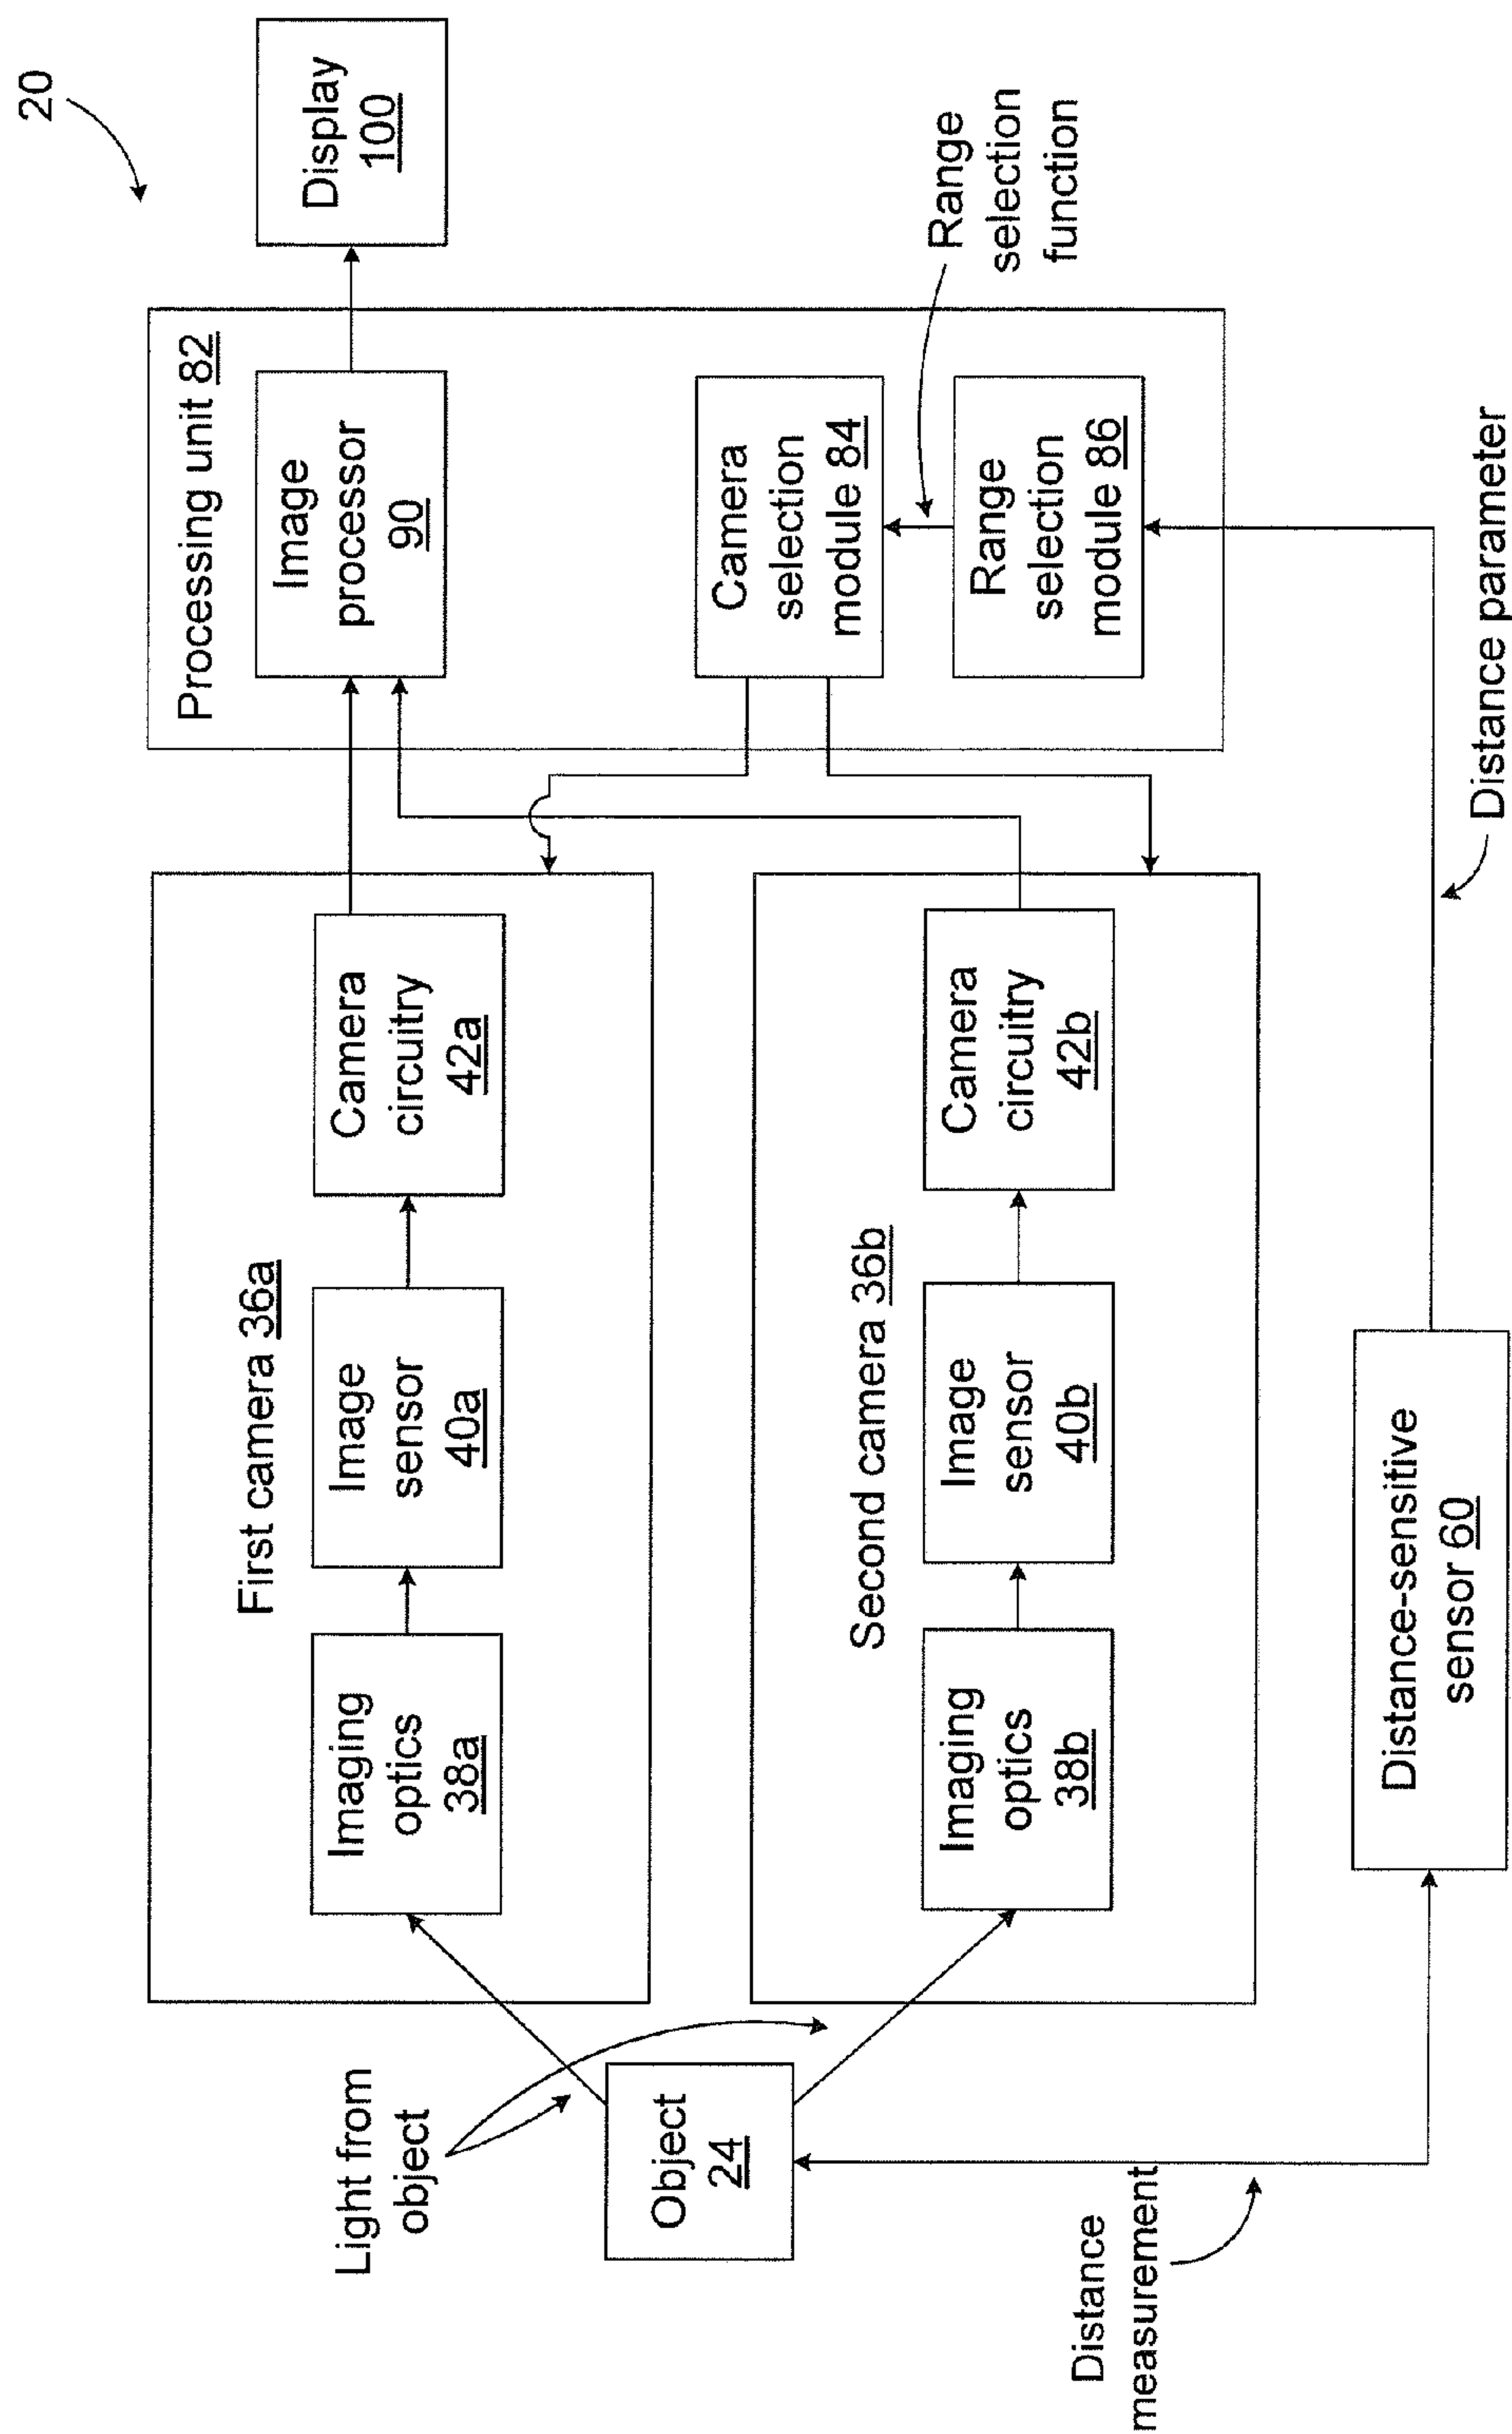 20
First camera 36a
Imaging
optics
38a
Image
sensor
40a
Camera
circuitry
42a
Processing unit 82
Image
processor
90
Display
100
Light from
object
Object
24
Second camera 36b
Imaging
optics
38b
Image
sensor
40b
Camera
circuitry
42b
Camera
selection
module 84
Range
selection
module 86
Range
selection
function
Distance
measurement
Distance-sensitive
sensor 60
Distance parameter